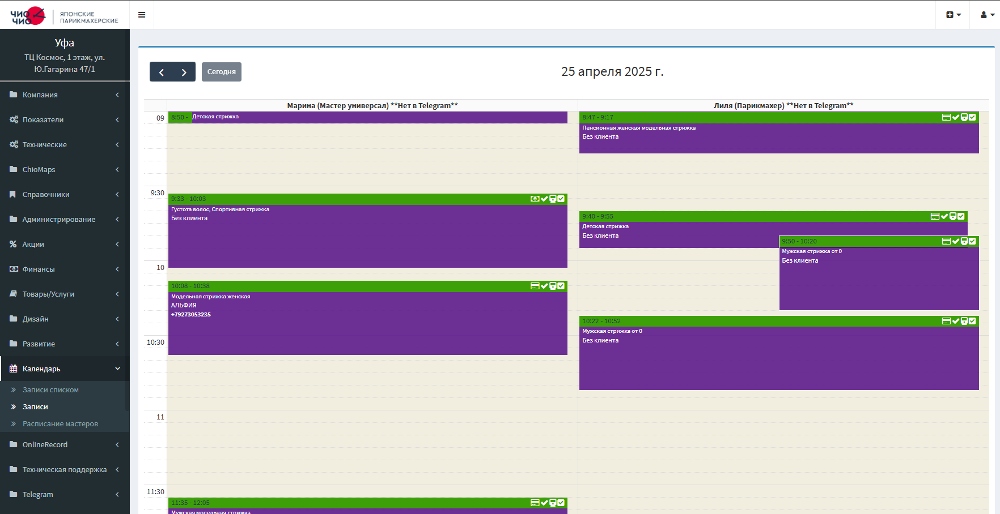 ЧИО
ЧИО
ЯПОНСКИЕ
ПАРИКМАХЕРСКИЕ
Уфа
ТЦ Космос, 1 этаж, ул.
Ю.Гагарина 47/1
Компания
Показатели
Технические
ChioMaps
Справочники
Администрирование
Акции
Финансы
Товары/Услуги
Дизайн
Развитие
Календарь
Записи списком
Записи
Расписание мастеров
OnlineRecord
Техническая поддержка
Telegram
Сегодня
25 апреля 2025 г.
Марина (Мастер универсал) **Нет в Telegram**
Лиля (Парикмахер) **Нет в Telegram**
09
9:30
10
10:30
11
11:30
8:50 -
Детская стрижка
9:33 - 10:03
Густота волос, Спортивная стрижка
Без клиента
10:08 - 10:38
Модельная стрижка женская
АЛЬФИЯ
+79273053235
11:35 - 12:05
Мужская модельная стрижка
8:47 - 9:17
Пенсионная женская модельная стрижка
Без клиента
9:40 - 9:55
Детская стрижка
Без клиента
9:50 - 10:20
Мужская стрижка от 0
Без клиента
10:22 - 10:52
Мужская стрижка от 0
Без клиента